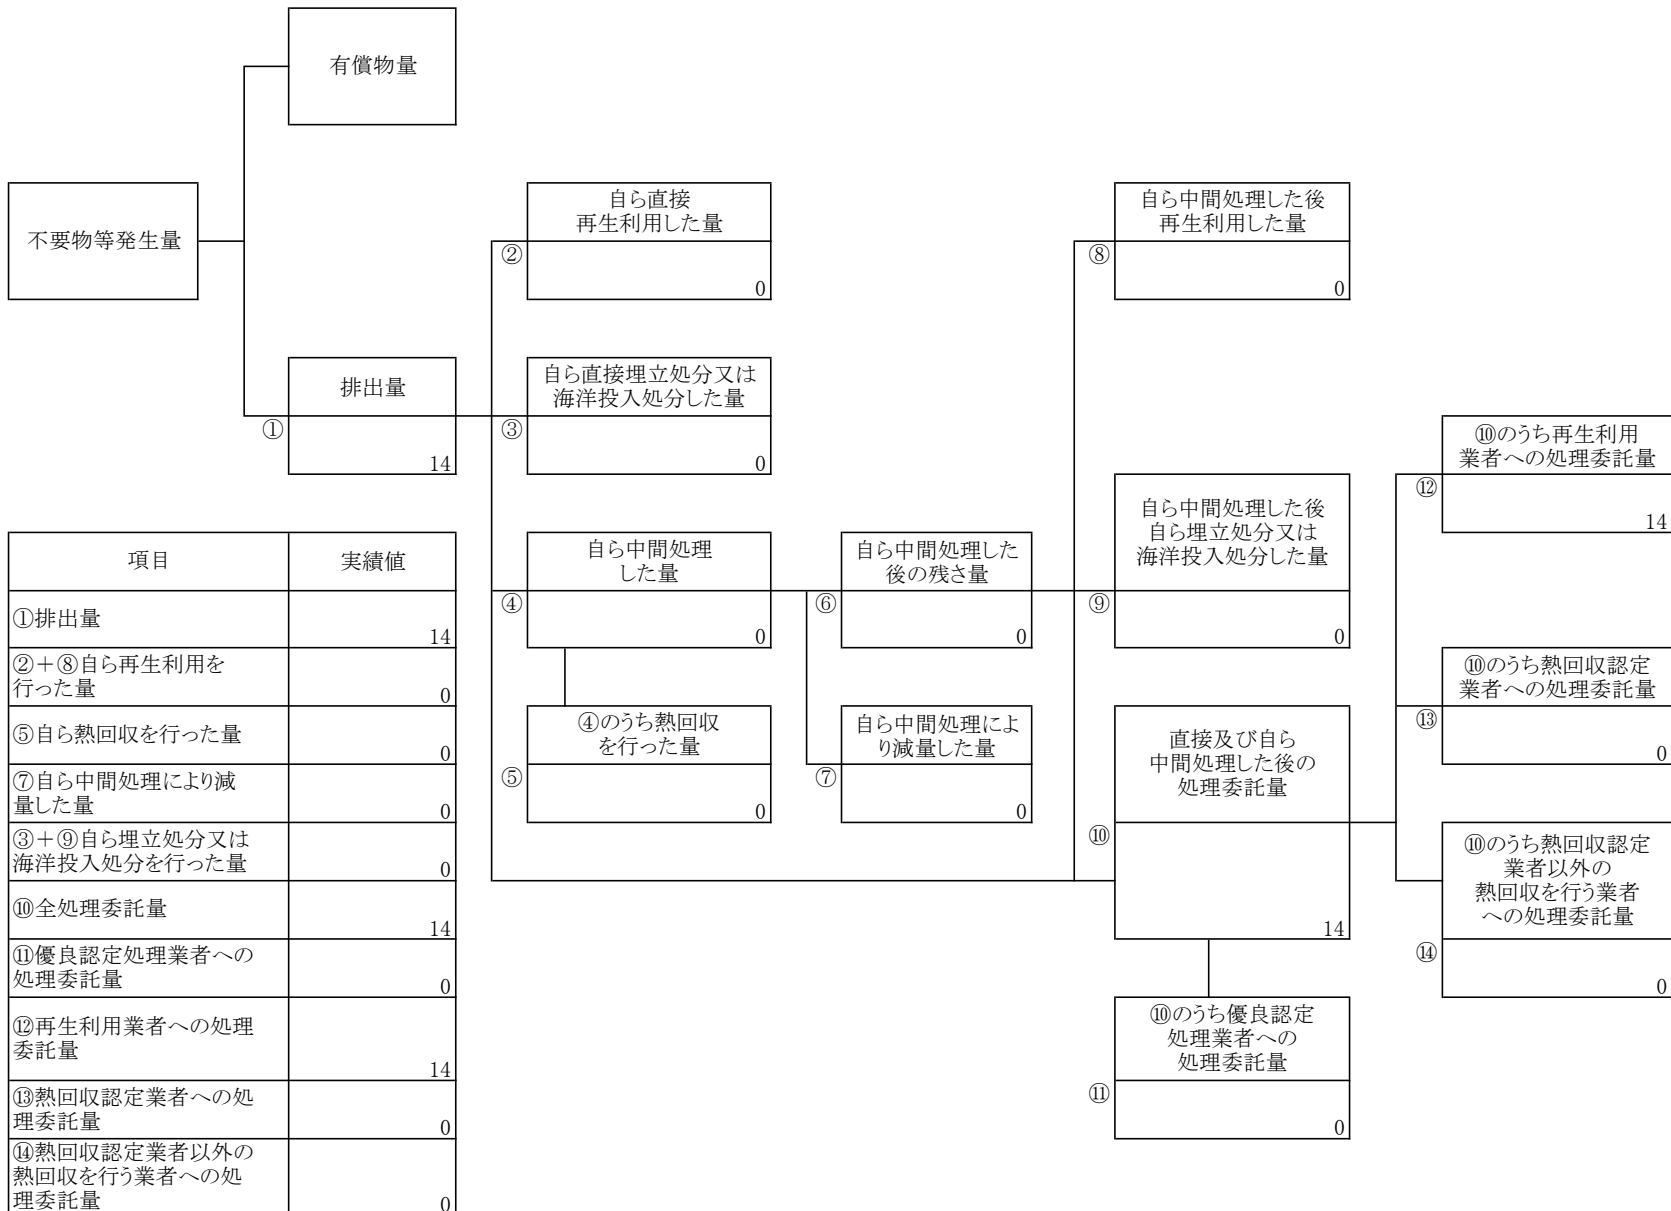 有償物量
不要物等発生量
自ら直接
再生利用した量
②
0
自ら中間処理した後
再生利用した量
⑧
0
排出量
①
14
自ら直接埋立処分又は
海洋投入処分した量
③
0
⑩のうち再生利用
業者への処理委託量
⑫
14
自ら中間処理
した量
④
0
自ら中間処理した
後の残さ量
⑥
0
自ら中間処理した後
自ら埋立処分又は
海洋投入処分した量
⑨
0
⑩のうち熱回収認定
業者への処理委託量
⑬
0
④のうち熱回収
を行った量
⑤
0
自ら中間処理によ
り減量した量
⑦
0
直接及び自ら
中間処理した後の
処理委託量
⑩
14
⑩のうち熱回収認定
業者以外の
熱回収を行う業者
への処理委託量
⑭
0
⑩のうち優良認定
処理業者への
処理委託量
⑪
0
項目 実績値
①排出量
14
②＋⑧自ら再生利用を
行った量
0
⑤自ら熱回収を行った量
0
⑦自ら中間処理により減
量した量
0
③＋⑨自ら埋立処分又は
海洋投入処分を行った量
0
⑩全処理委託量
14
⑪優良認定処理業者への
処理委託量
0
⑫再生利用業者への処理
委託量
14
⑬熱回収認定業者への処
理委託量
0
⑭熱回収認定業者以外の
熱回収を行う業者への処
理委託量
0